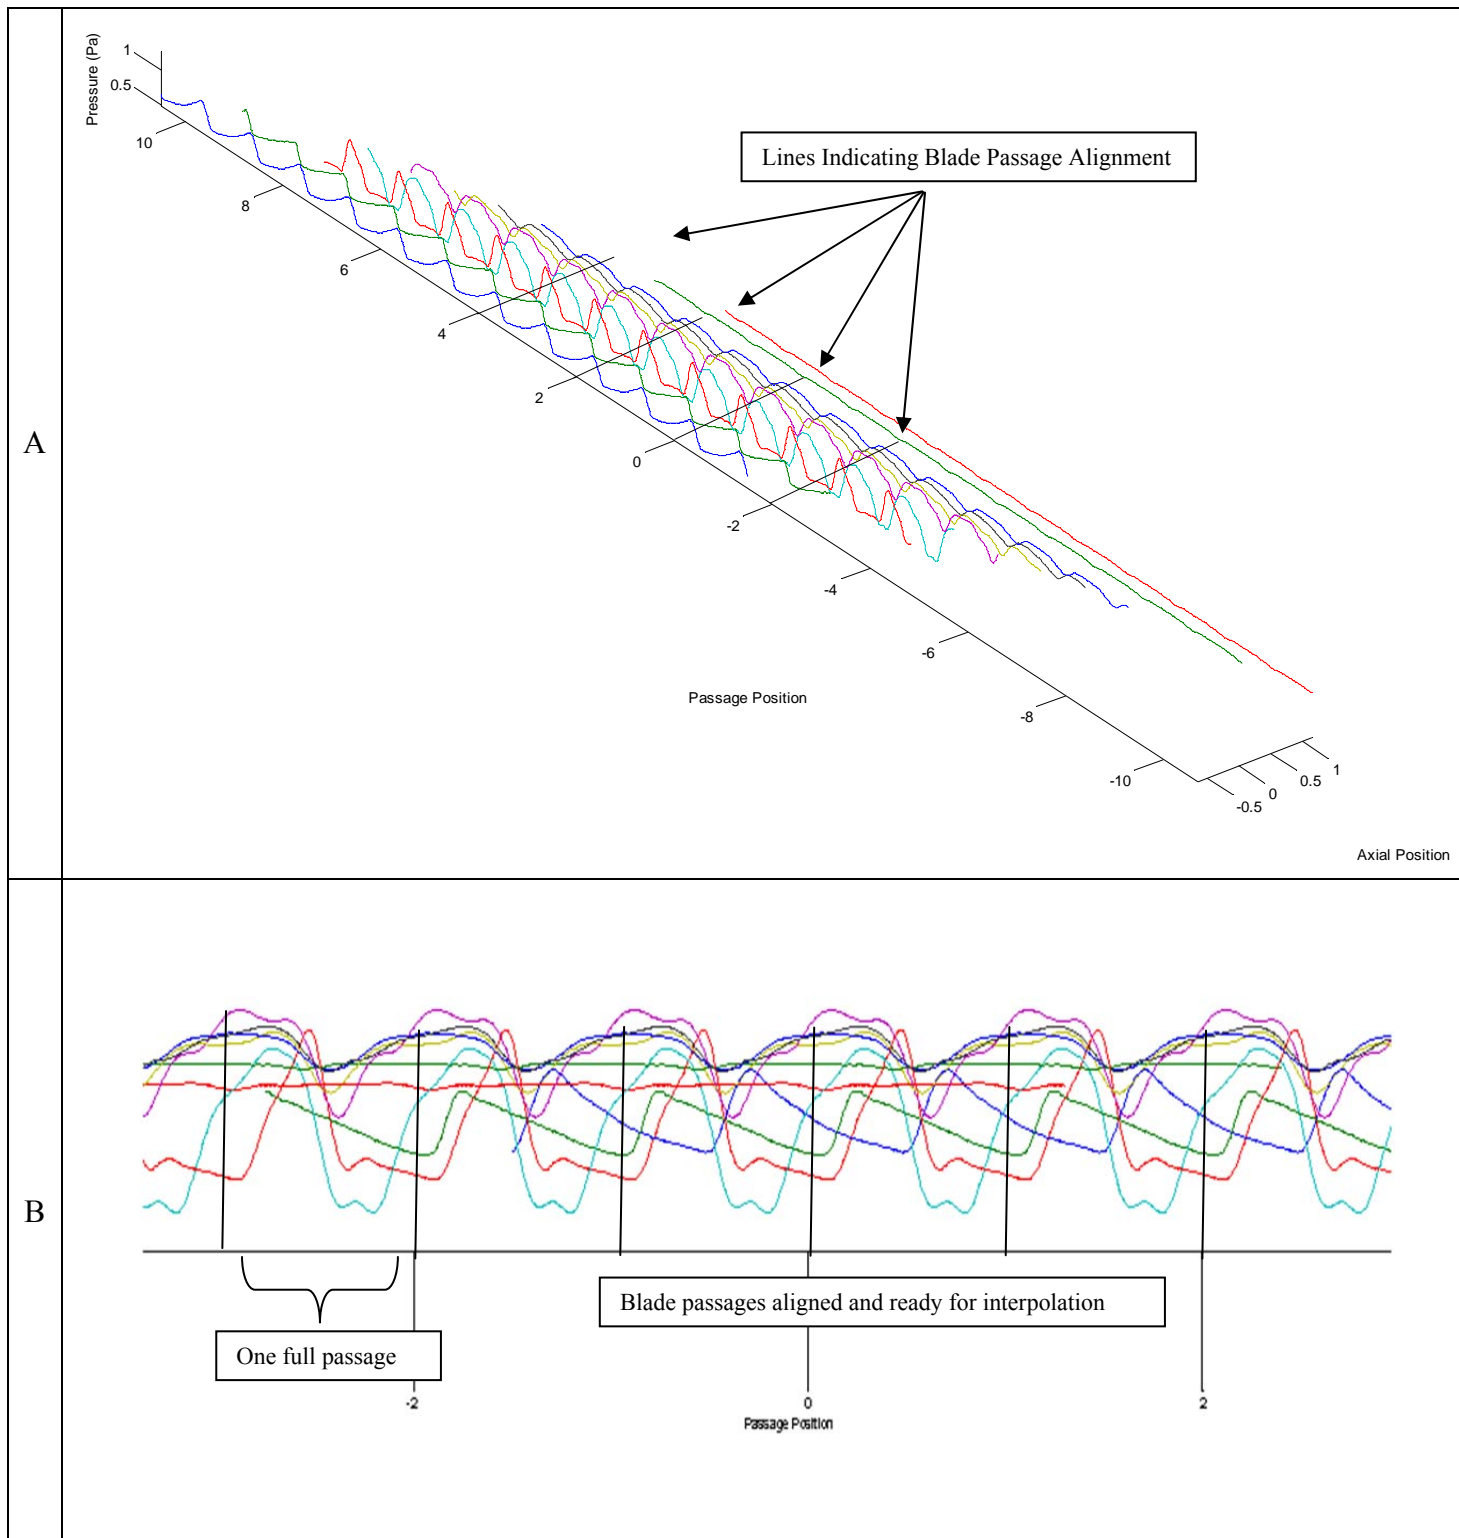 A
Pressure (Pa)
1
0.5
10
8
6
4
2
0
-2
-4
-6
-8
-10
Lines Indicating Blade Passage Alignment
Passage Position
-0.5
0
0.5
1
Axial Position
B
One full passage
Blade passages aligned and ready for interpolation
-2
0
2
Passage Position